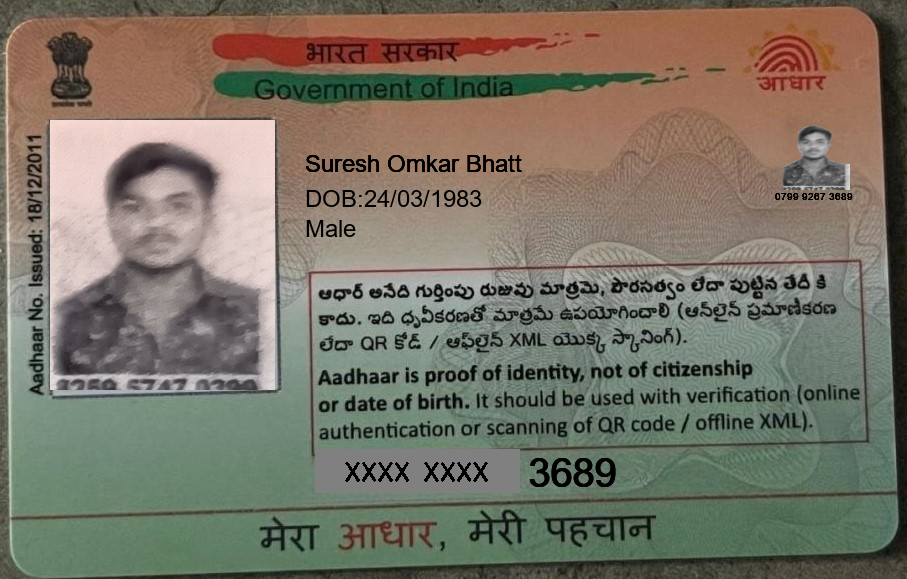 भारत सरकार
Government of India
आधार
Aadhaar No. Issued: 18/12/2011
Suresh Omkar Bhatt
DOB:24/03/1983
Male
0799 9267 3689
ఆధార్ అనేది గుర్తింపు రుజువు మాత్రమే, పౌరసత్వం లేదా పుట్టిన తేదీ కి
కాదు. ఇది ధృవీకరణతో మాత్రమే ఉపయోగించాలి (ఆన్‌లైన్ ప్రమాణీకరణ
లేదా QR కోడ్ / ఆఫ్‌లైన్ XML యొక్క స్కానింగ్).
Aadhaar is proof of identity, not of citizenship
or date of birth. It should be used with verification (online
authentication or scanning of QR code / offline XML).
XXXX XXXX 3689
मेरा आधार, मेरी पहचान